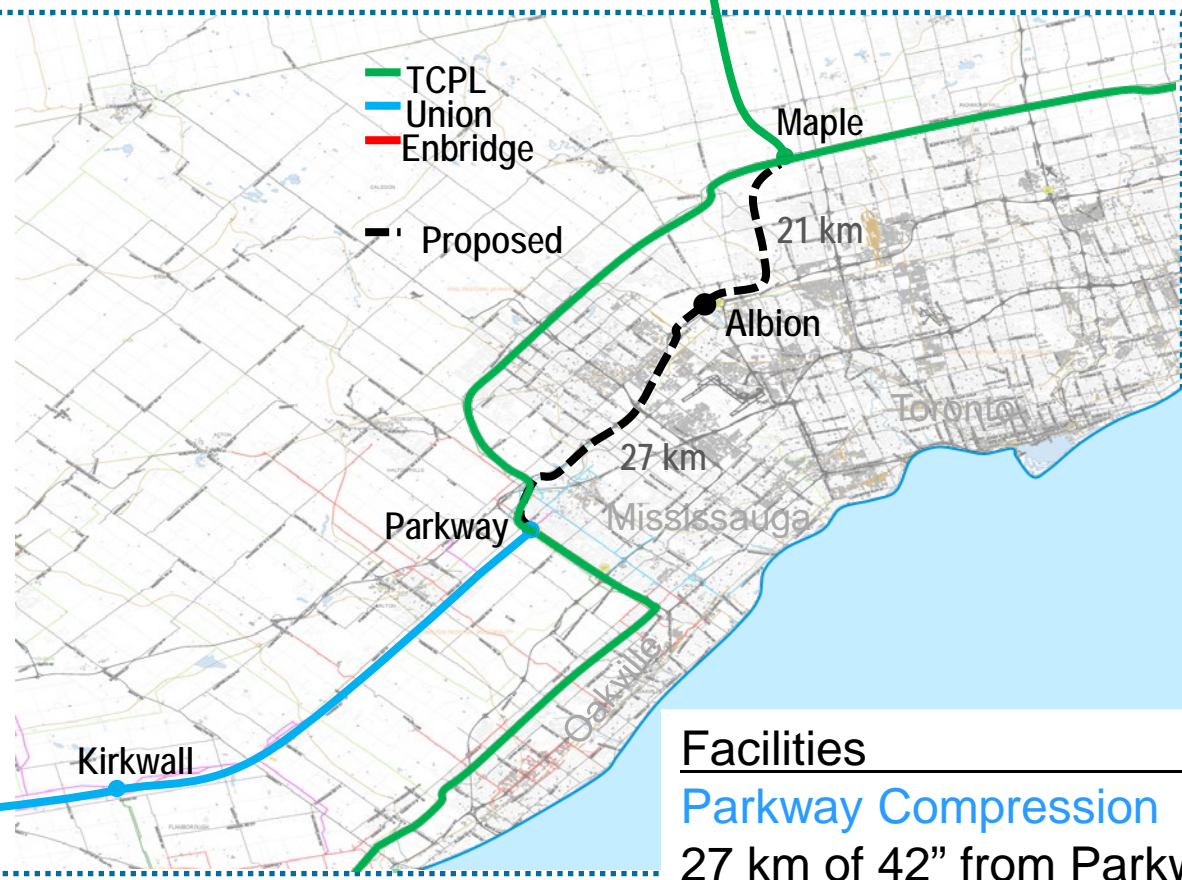 TCPL
Union
Enbridge
Proposed
Maple
21 km
Albion
Toronto
27 km
Mississauga
Parkway
Oakville
Kirkwall
Facilities
Parkway Compression
27 km of 42” from Parkw